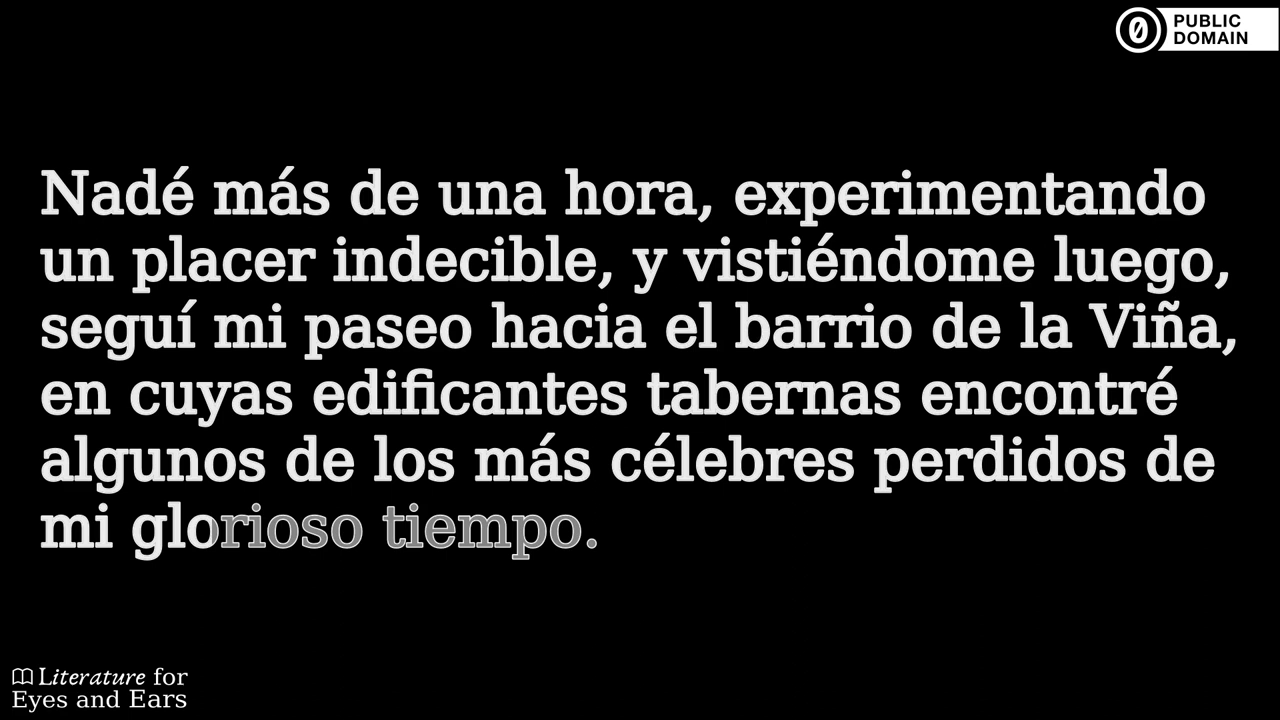 PUBLIC
DOMAIN
Nadé más de una hora, experimentando
un placer indecible, y vistiéndome luego,
seguí mi paseo hacia el barrio de la Viña,
en cuyas edificantes tabernas encontré
algunos de los más célebres perdidos de
mi glorioso tiempo.
Literature for
Eyes and Ears